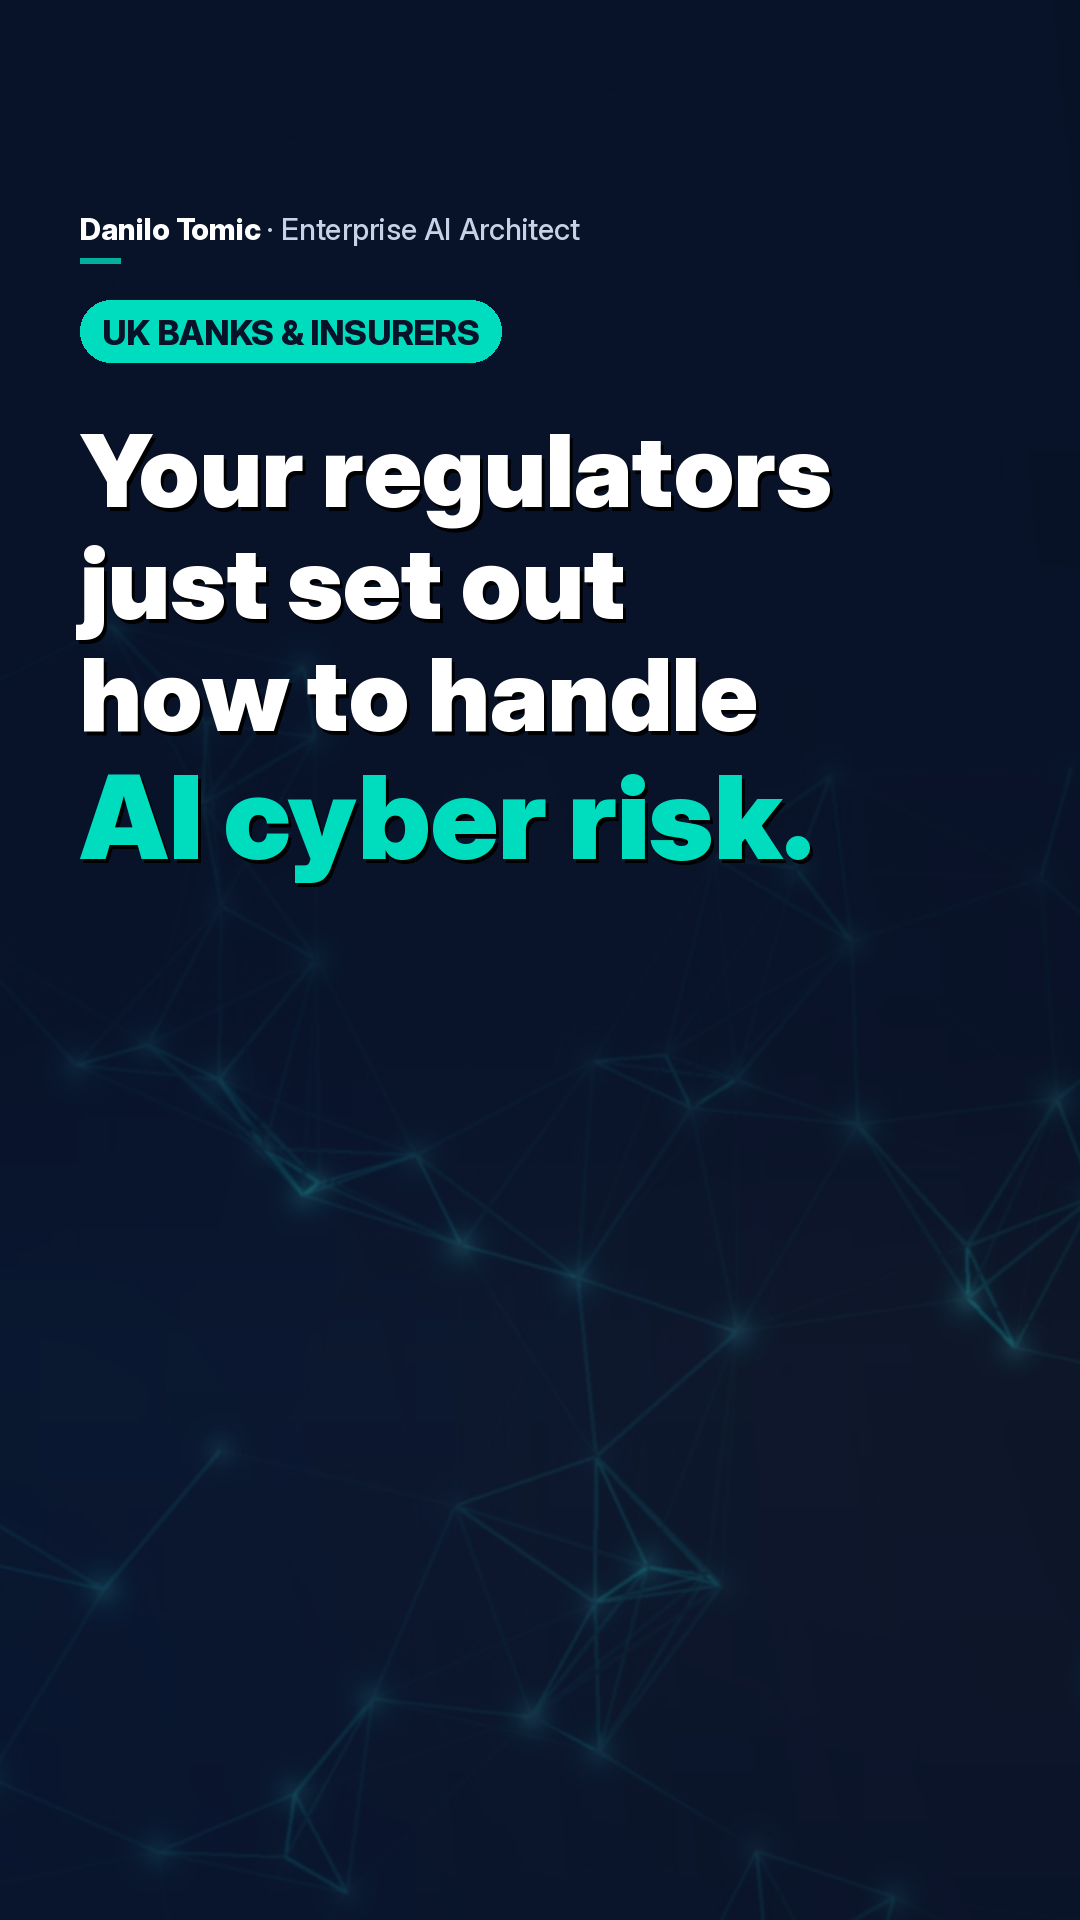 Danilo Tomic · Enterprise AI Architect
UK BANKS & INSURERS
Your regulators
just set out
how to handle
AI cyber risk.